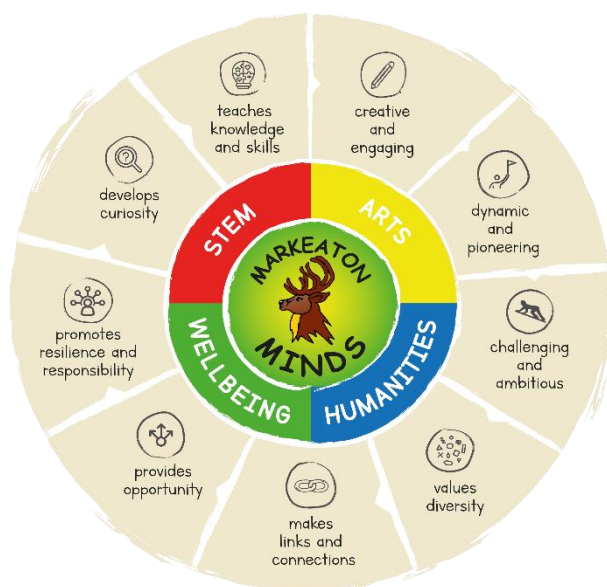 teaches
knowledge
and skills
creative
and
engaging
dynamic
and
pioneering
challenging
and
ambitious
values
diversity
makes
links and
connections
provides
opportunity
promotes
resilience and
responsibility
develops
curiosity
STEM
ARTS
HUMANITIES
WELLBEING
MARKEATON
MINDS